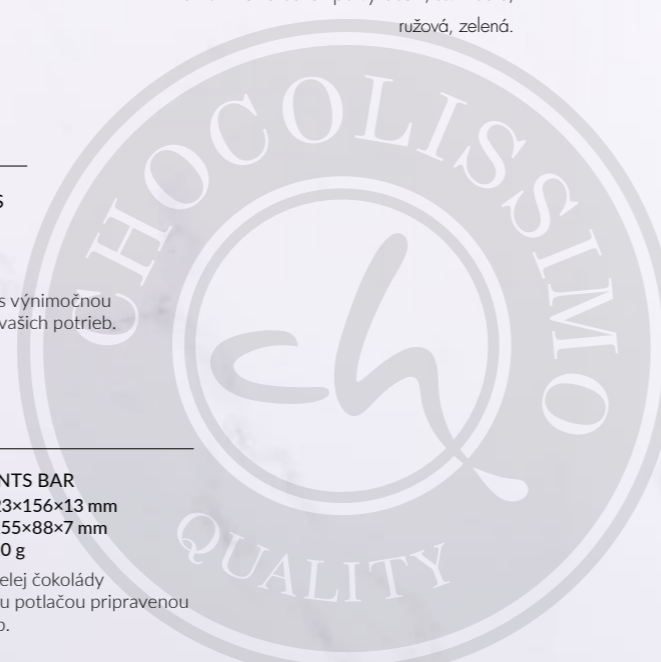 ružová, zelená.
CHOCOLISSIMO
S
s výnimočnou
vašich potrieb.
ch
NTS BAR
23×156×13 mm
55×88×7 mm
0 g
elej čokolády
u potlačou pripravenou
QUALITY